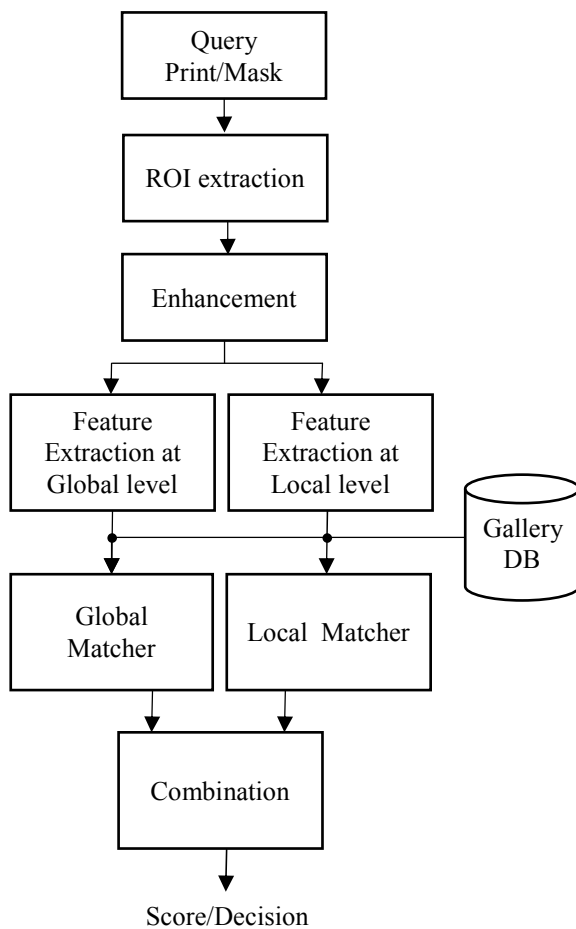 Query
Print/Mask
ROI extraction
Enhancement
Feature
Extraction at
Global level
Feature
Extraction at
Local level
Gallery
DB
Global
Matcher
Local Matcher
Combination
Score/Decision